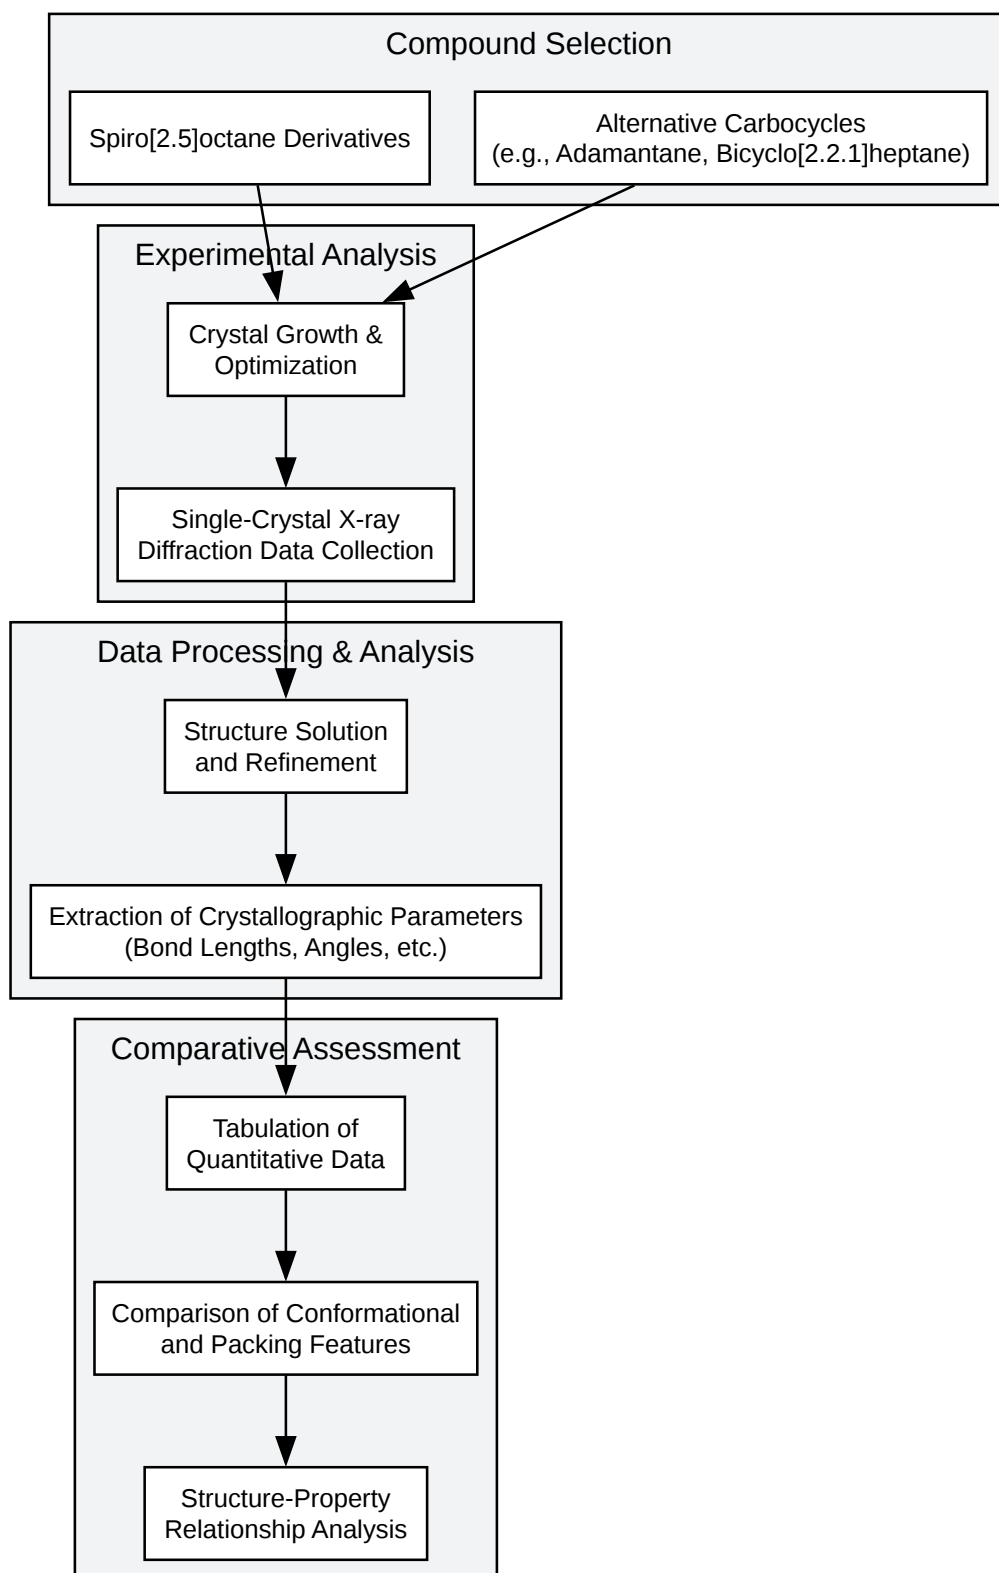 Compound Selection
Spiro[2.5]octane Derivatives
Alternative Carbocycles
(e.g., Adamantane, Bicyclo[2.2.1]heptane)
Experimental Analysis
Crystal Growth &
Optimization
Single-Crystal X-ray
Diffraction Data Collection
Data Processing & Analysis
Structure Solution
and Refinement
Extraction of Crystallographic Parameters
(Bond Lengths, Angles, etc.)
Comparative Assessment
Tabulation of
Quantitative Data
Comparison of Conformational
and Packing Features
Structure-Property
Relationship Analysis